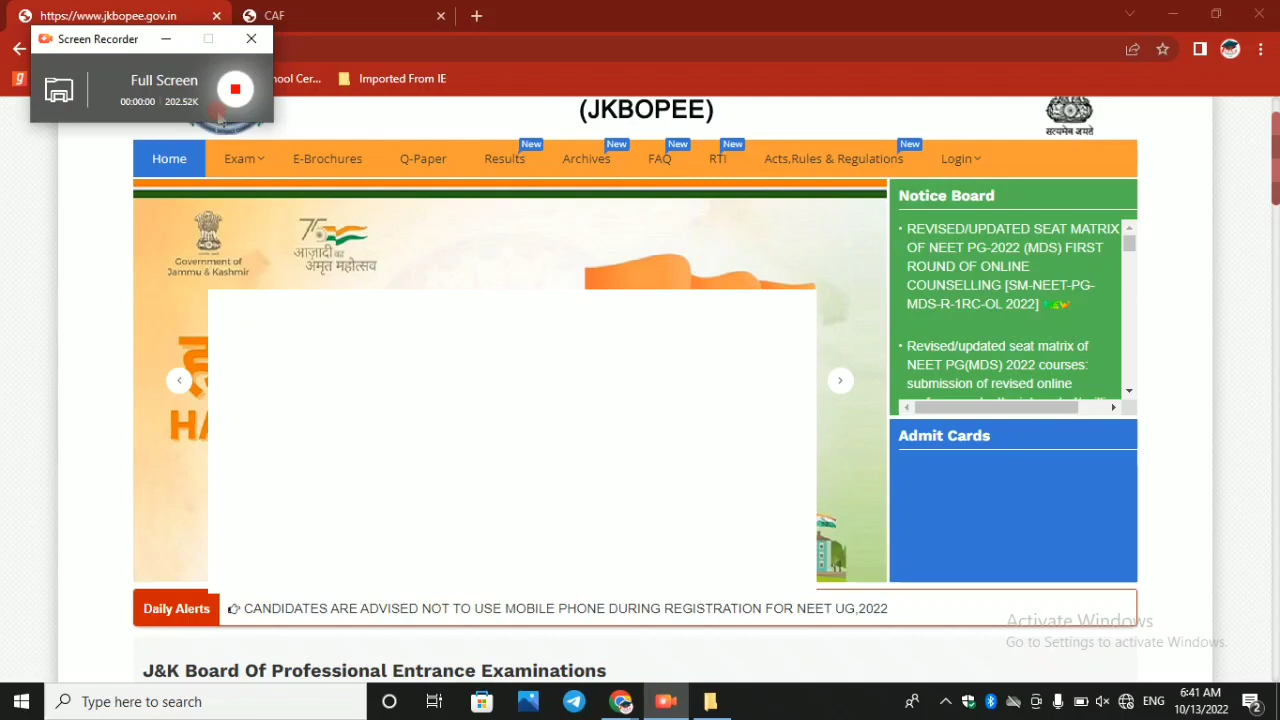 https://www.jkbopee.gov.in
CAF
Screen Recorder
Full Screen
00:00:00
202.52K
hool Cer...
Imported From IE
(JKBOPEE)
सत्यमेव जयते
New New New New New
Home Exam E-Brochures Q-Paper Results Archives FAQ RTI Acts,Rules & Regulations Login
Notice Board
REVISED/UPDATED SEAT MATRIX
OF NEET PG-2022 (MDS) FIRST
ROUND OF ONLINE
COUNSELLING [SM-NEET-PG-
MDS-R-1RC-OL 2022]
Revised/updated seat matrix of
NEET PG(MDS) 2022 courses:
submission of revised online
Government of
Jammu & Kashmir
75
आज़ादी का
अमृत महोत्सव
HA
Admit Cards
Daily Alerts
CANDIDATES ARE ADVISED NOT TO USE MOBILE PHONE DURING REGISTRATION FOR NEET UG,2022
Activate Windows
Go to Settings to activate Windows.
J&K Board Of Professional Entrance Examinations
Type here to search
ENG
6:41 AM
10/13/2022
2